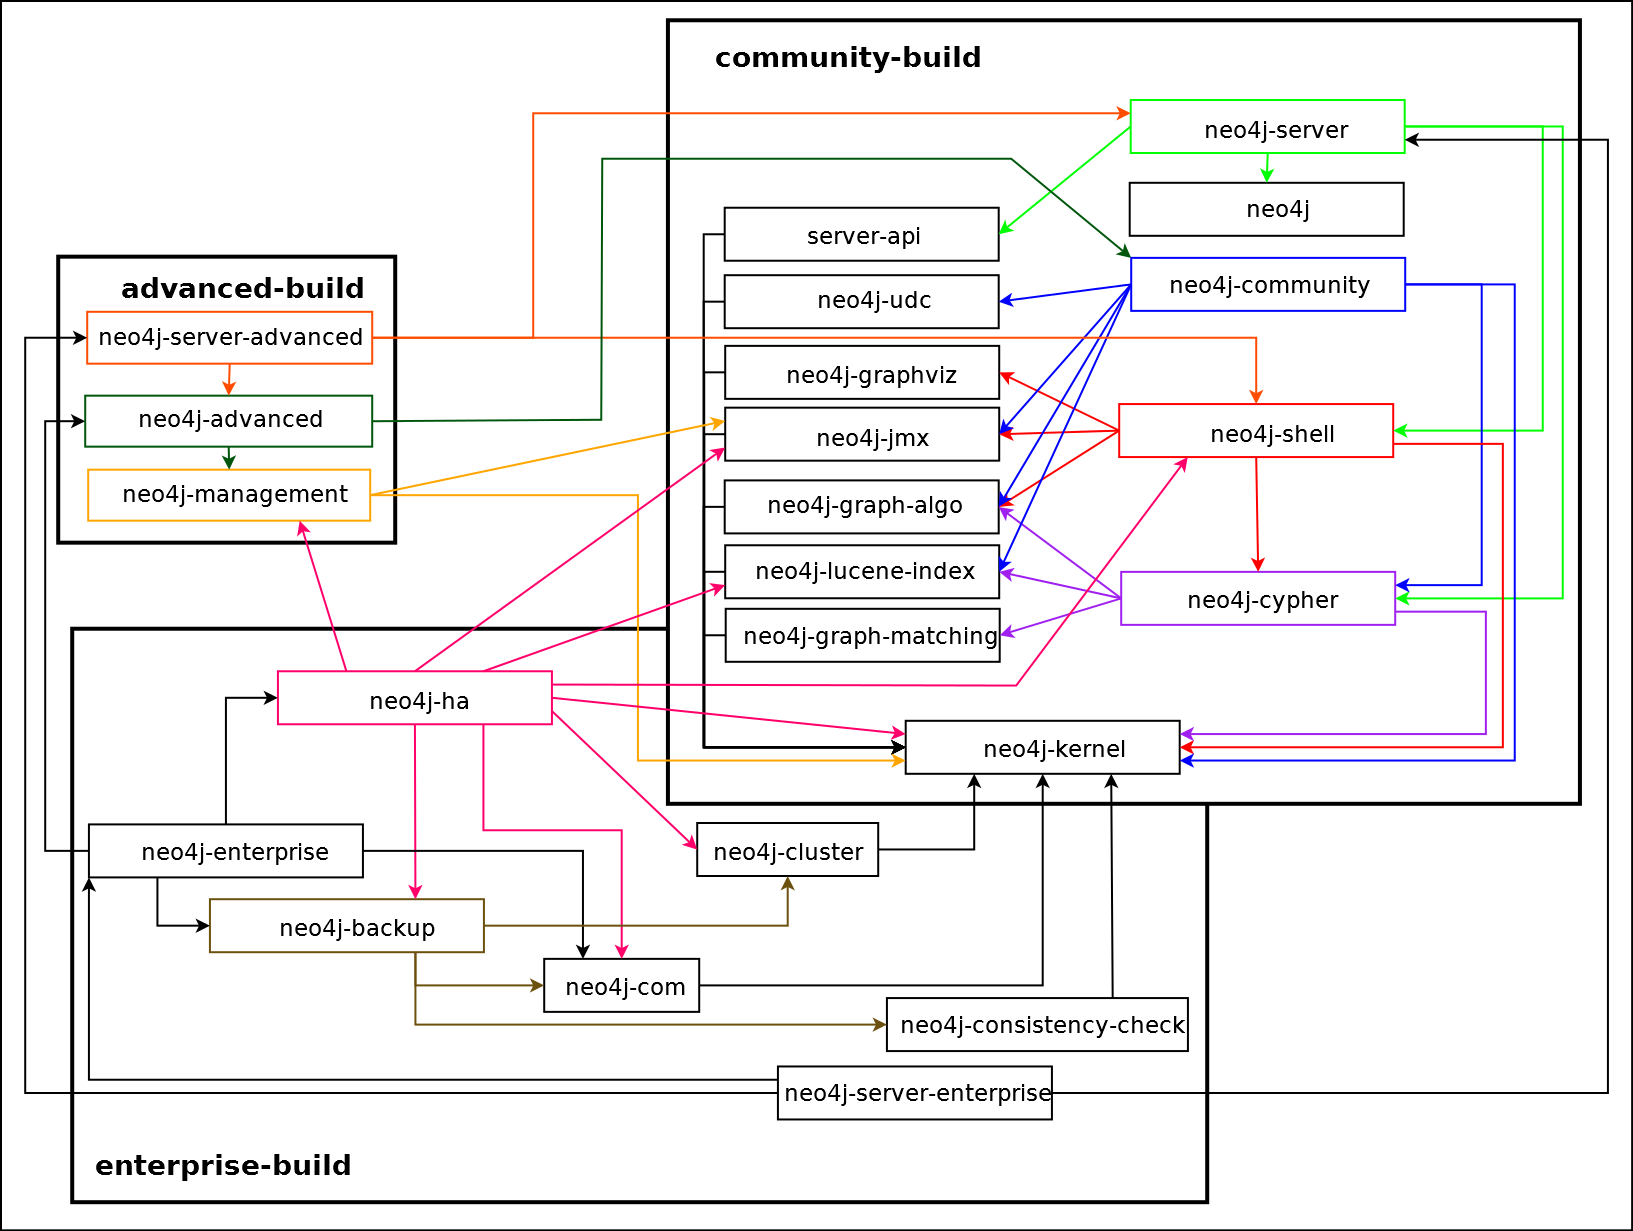 community-build
neo4j-server
neo4j
server-api
neo4j-community
neo4j-udc
advanced-build
neo4j-server-advanced
neo4j-graphviz
neo4j-advanced
neo4j-jmx
neo4j-shell
neo4j-management
neo4j-graph-algo
neo4j-lucene-index
neo4j-cypher
neo4j-graph-matching
neo4j-ha
neo4j-kernel
neo4j-enterprise
neo4j-cluster
neo4j-backup
neo4j-com
neo4j-consistency-check
neo4j-server-enterprise
enterprise-build